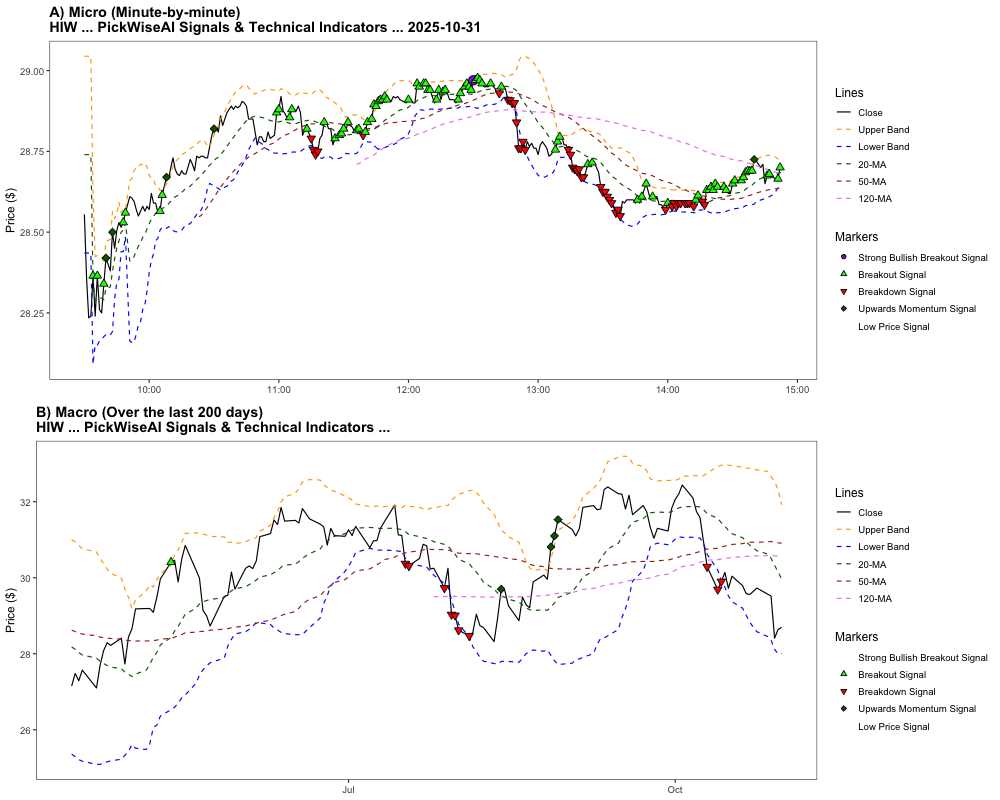 A) Micro (Minute-by-minute)
HIW ... PickWiseAI Signals & Technical Indicators ... 2025-10-31
Price ($)
29.00
28.75
28.50
28.25
10:00
11:00
12:00
13:00
14:00
15:00
Lines
Close
Upper Band
Lower Band
20-MA
50-MA
120-MA
Markers
Strong Bullish Breakout Signal
Breakout Signal
Breakdown Signal
Upwards Momentum Signal
Low Price Signal
B) Macro (Over the last 200 days)
HIW ... PickWiseAI Signals & Technical Indicators ...
Price ($)
32
30
28
26
Jul
Oct
Lines
Close
Upper Band
Lower Band
20-MA
50-MA
120-MA
Markers
Strong Bullish Breakout Signal
Breakout Signal
Breakdown Signal
Upwards Momentum Signal
Low Price Signal